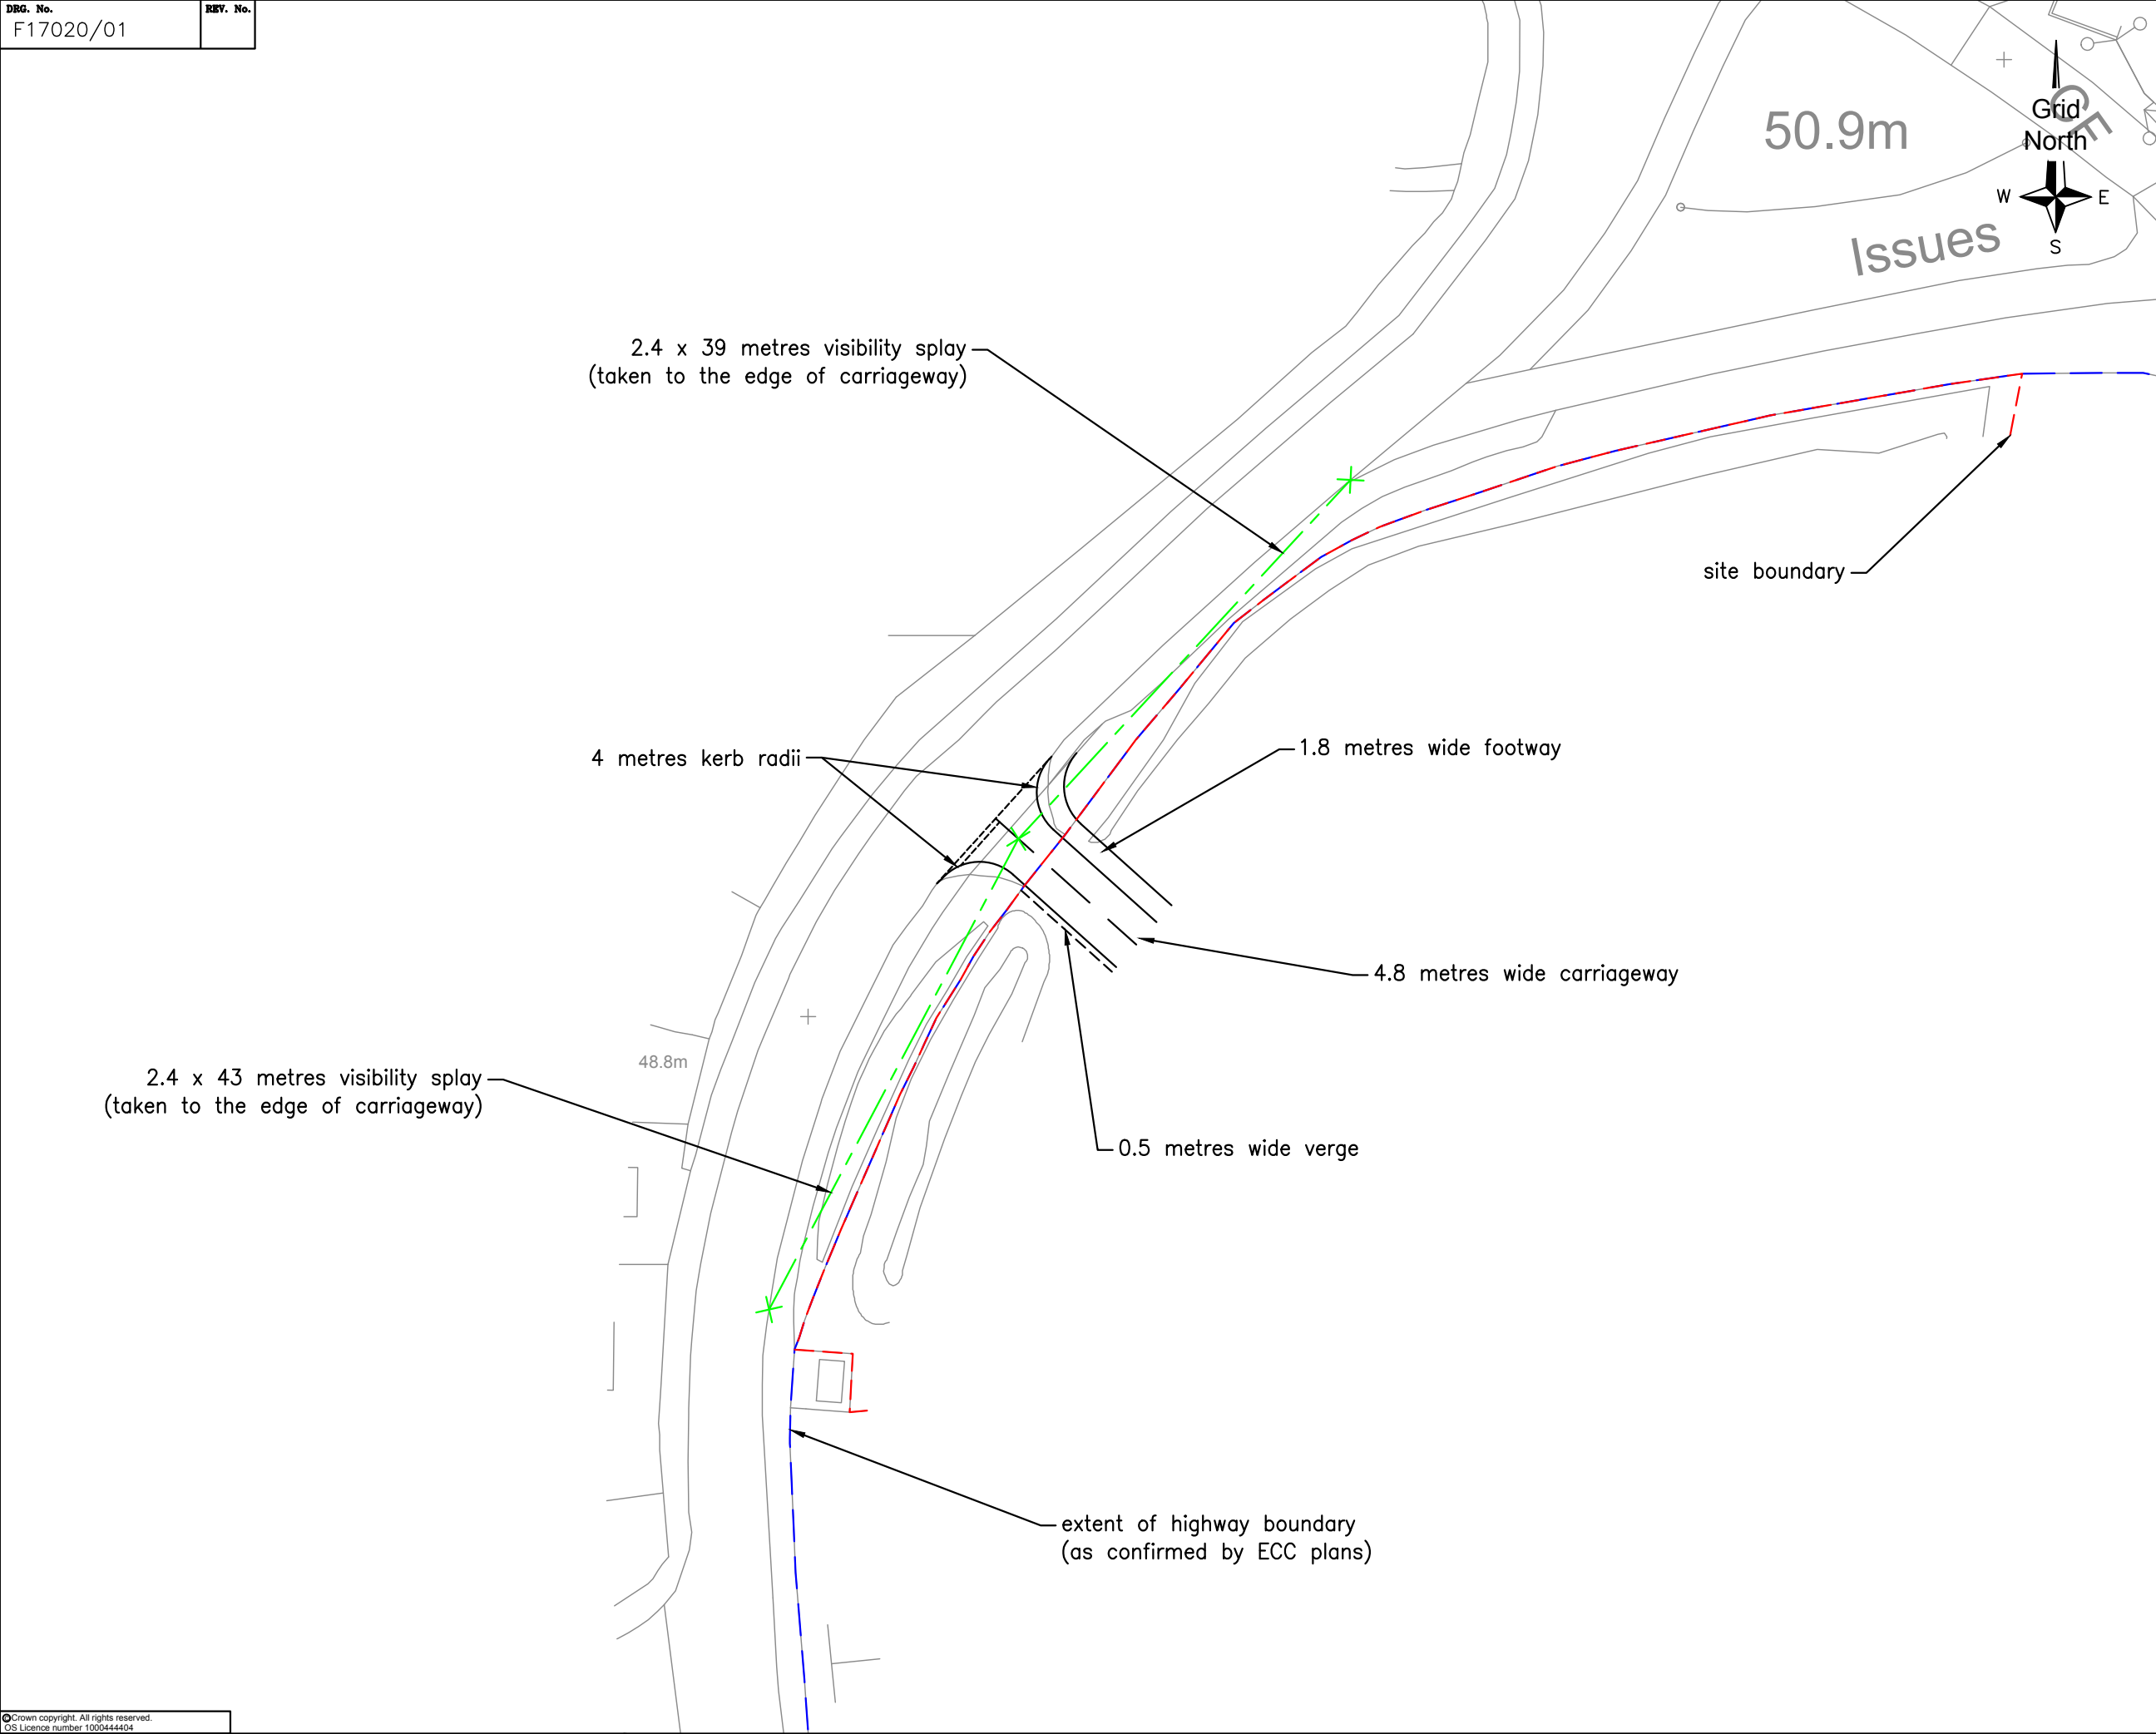 DRG. No.
F17020/01
REV. No.
50.9m
CE
Grid
North
W
E
S
Issues
2.4 x 39 metres visibility splay
(taken to the edge of carriageway)
site boundary
4 metres kerb radii
1.8 metres wide footway
4.8 metres wide carriageway
48.8m
2.4 x 43 metres visibility splay
(taken to the edge of carriageway)
0.5 metres wide verge
extent of highway boundary
(as confirmed by ECC plans)
©Crown copyright. All rights reserved.
OS Licence number 1000444404